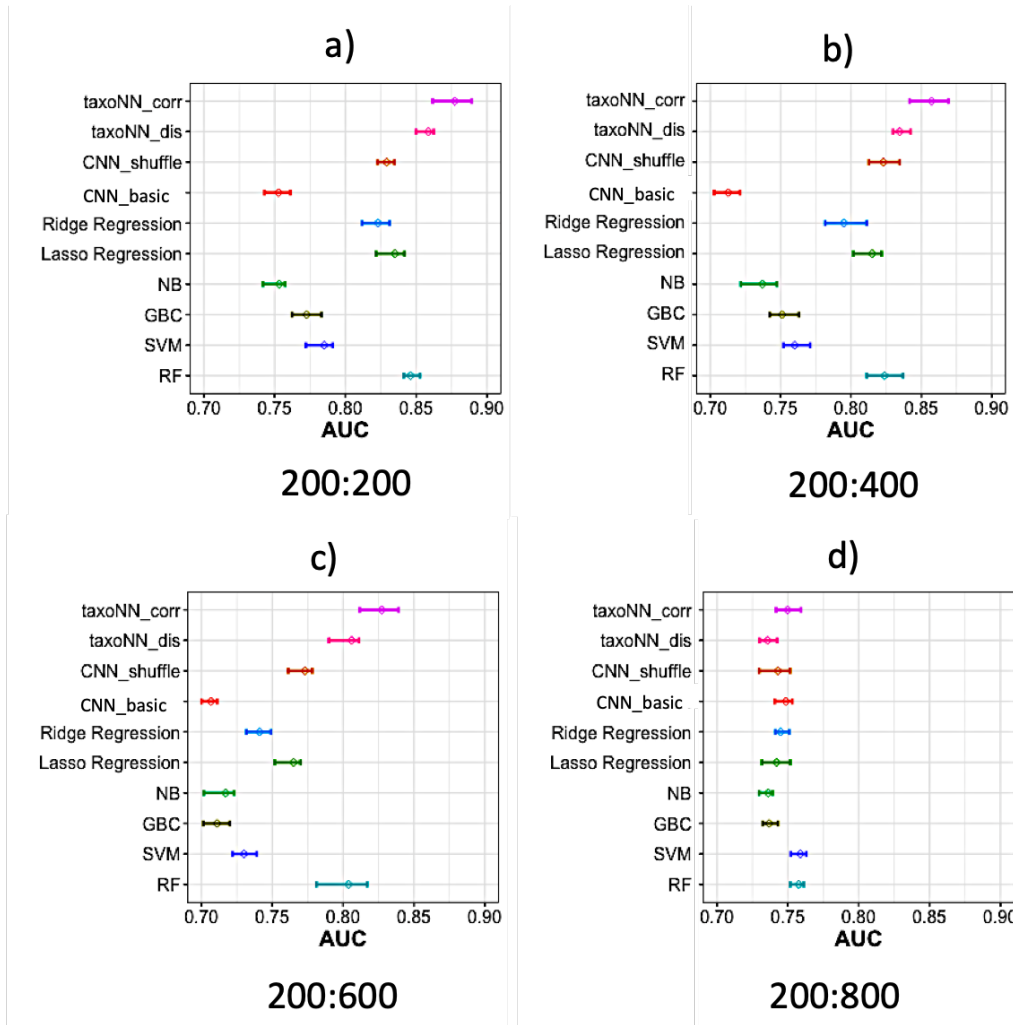 a)
taxoNN_corr
taxoNN_dis
CNN_shuffle
CNN_basic
Ridge Regression
Lasso Regression
NB
GBC
SVM
RF
0.70 0.75 0.80 0.85 0.90
AUC
200:200
b)
taxoNN_corr
taxoNN_dis
CNN_shuffle
CNN_basic
Ridge Regression
Lasso Regression
NB
GBC
SVM
RF
0.70 0.75 0.80 0.85 0.90
AUC
200:400
c)
taxoNN_corr
taxoNN_dis
CNN_shuffle
CNN_basic
Ridge Regression
Lasso Regression
NB
GBC
SVM
RF
0.70 0.75 0.80 0.85 0.90
AUC
200:600
d)
taxoNN_corr
taxoNN_dis
CNN_shuffle
CNN_basic
Ridge Regression
Lasso Regression
NB
GBC
SVM
RF
0.70 0.75 0.80 0.85 0.90
AUC
200:800